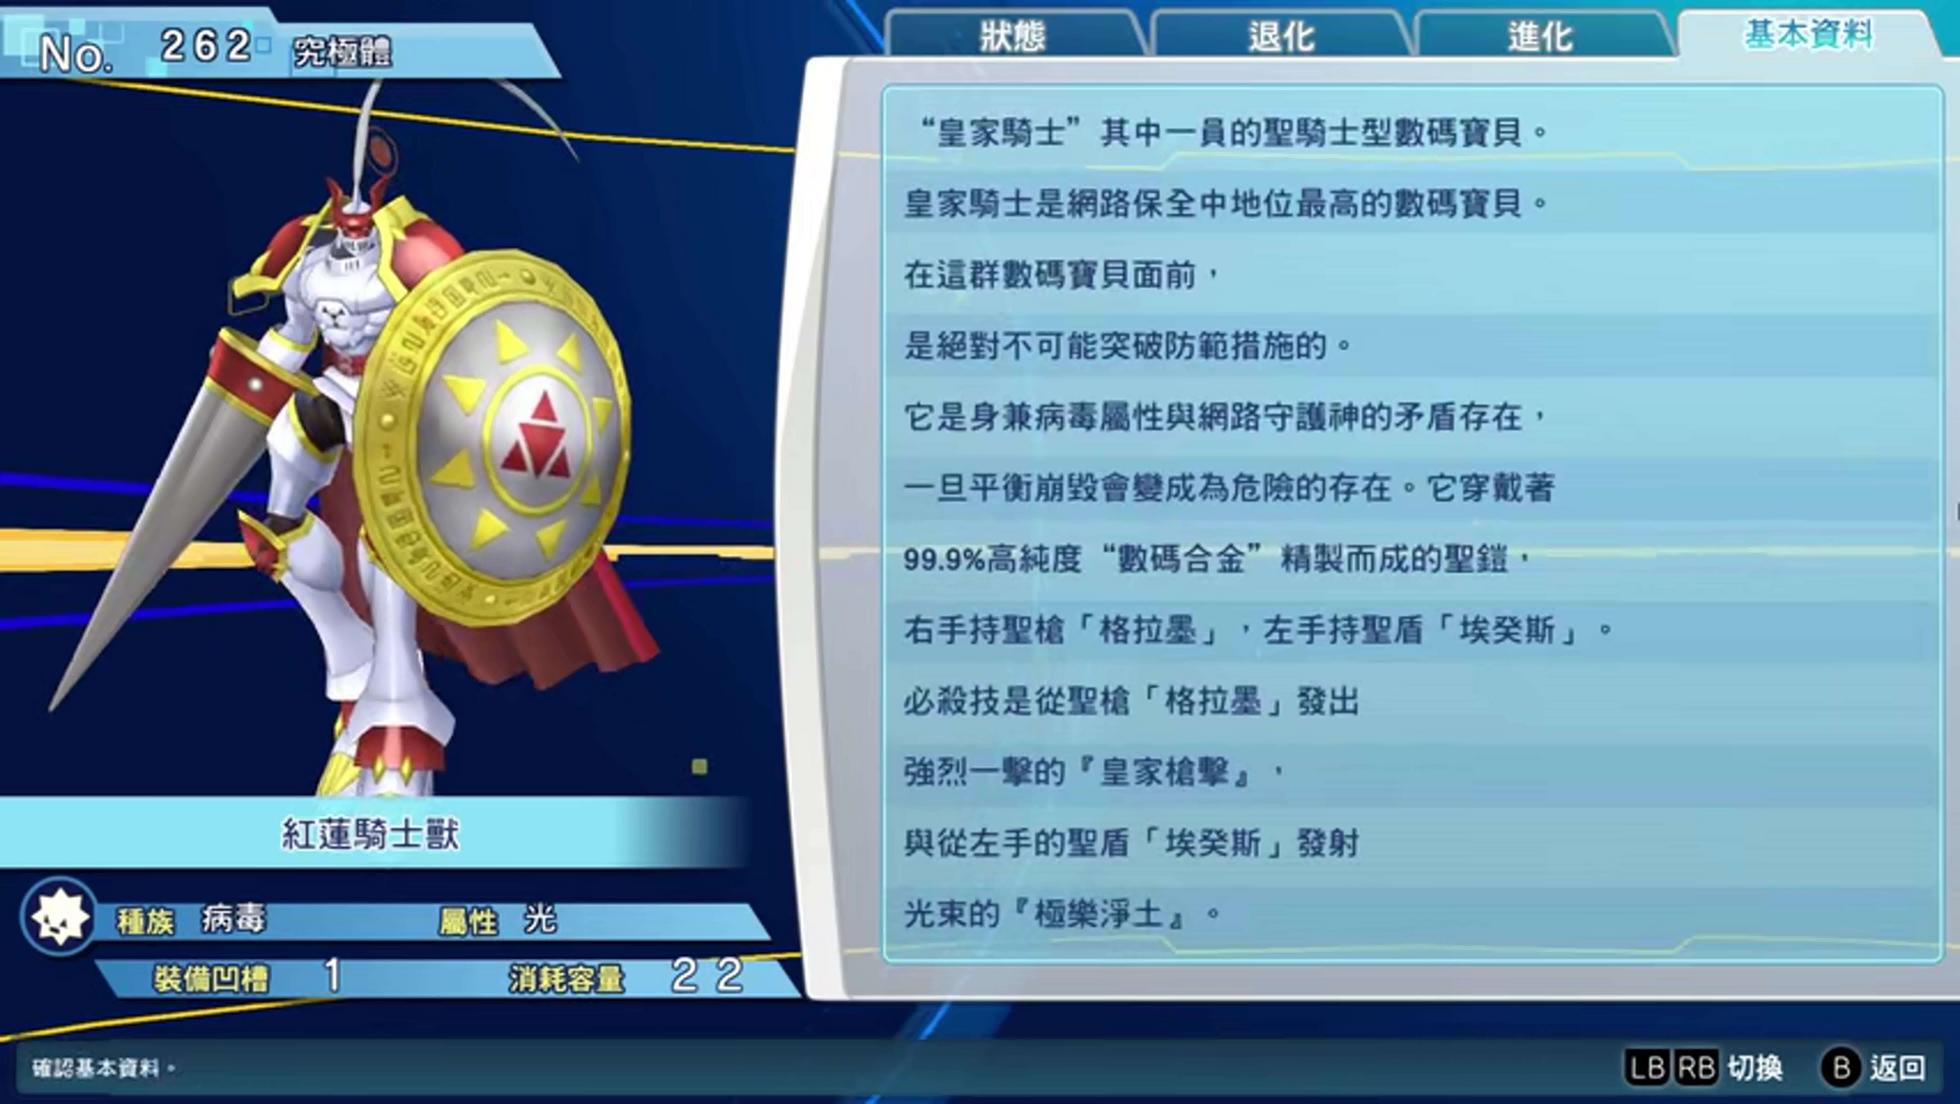 No. 262 究極體
狀態
退化
進化
基本資料
“皇家騎士”其中一員的聖騎士型數碼寶貝。
皇家騎士是網路保全中地位最高的數碼寶貝。
在這群數碼寶貝面前，
是絕對不可能突破防範措施的。
它是身兼病毒屬性與網路守護神的矛盾存在，
一旦平衡崩毀會變成為危險的存在。它穿戴著
99.9%高純度“數碼合金”精製而成的聖鎧，
右手持聖槍「格拉墨」，左手持聖盾「埃癸斯」。
必殺技是從聖槍「格拉墨」發出
強烈一擊的『皇家槍擊』，
與從左手的聖盾「埃癸斯」發射
光束的『極樂淨土』。
紅蓮騎士獸
種族 病毒 屬性 光
裝備凹槽 1 消耗容量 22
確認基本資料。
LB RB 切換 B 返回